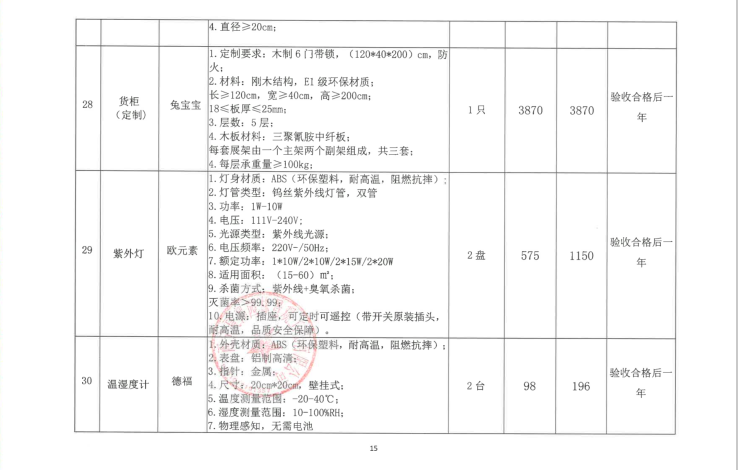 4.直径≥20cm;
28
货柜
（定制）
兔宝宝
1.定制要求：木制6门带锁，（120*40*200）cm，防
火；
2.材料：刚木结构，E1级环保材质；
长≥120cm，宽≥40cm，高≥200cm；
18≤板厚≤25mm；
3.层数：5层；
4.木板材料：三聚氰胺中纤板；
每套展架由一个主架两个副架组成，共三套；
4.每层承重量≥100kg；
1只
3870
3870
验收合格后一
年
29
紫外灯
欧元素
1.灯身材质：ABS（环保塑料，耐高温，阻燃抗摔）；
2.灯管类型：钨丝紫外线灯管，双管
3.功率：1W-10W
4.电压：111V-240V；
5.光源类型：紫外线光源；
6.电压频率：220V-/50Hz；
7.额定功率：1*10W/2*10W/2*15W/2*20W
8.适用面积：（15-60）㎡；
9.杀菌方式：紫外线+臭氧杀菌；
灭菌率>99.99；
10.电源：插座，可定时可遥控（带开关原装插头，
耐高温，品质安全保障）。
2盘
575
1150
验收合格后一
年
30
温湿度计
德福
1.外壳材质：ABS（环保塑料，耐高温，阻燃抗摔）；
2.表盘：铝制高清；
3.指针：金属。
4.尺寸：20cm*20cm，壁挂式；
5.温度测量范围：-20-40℃；
6.湿度测量范围：10-100%RH；
7.物理感知，无需电池
2台
98
196
验收合格后一
年
15